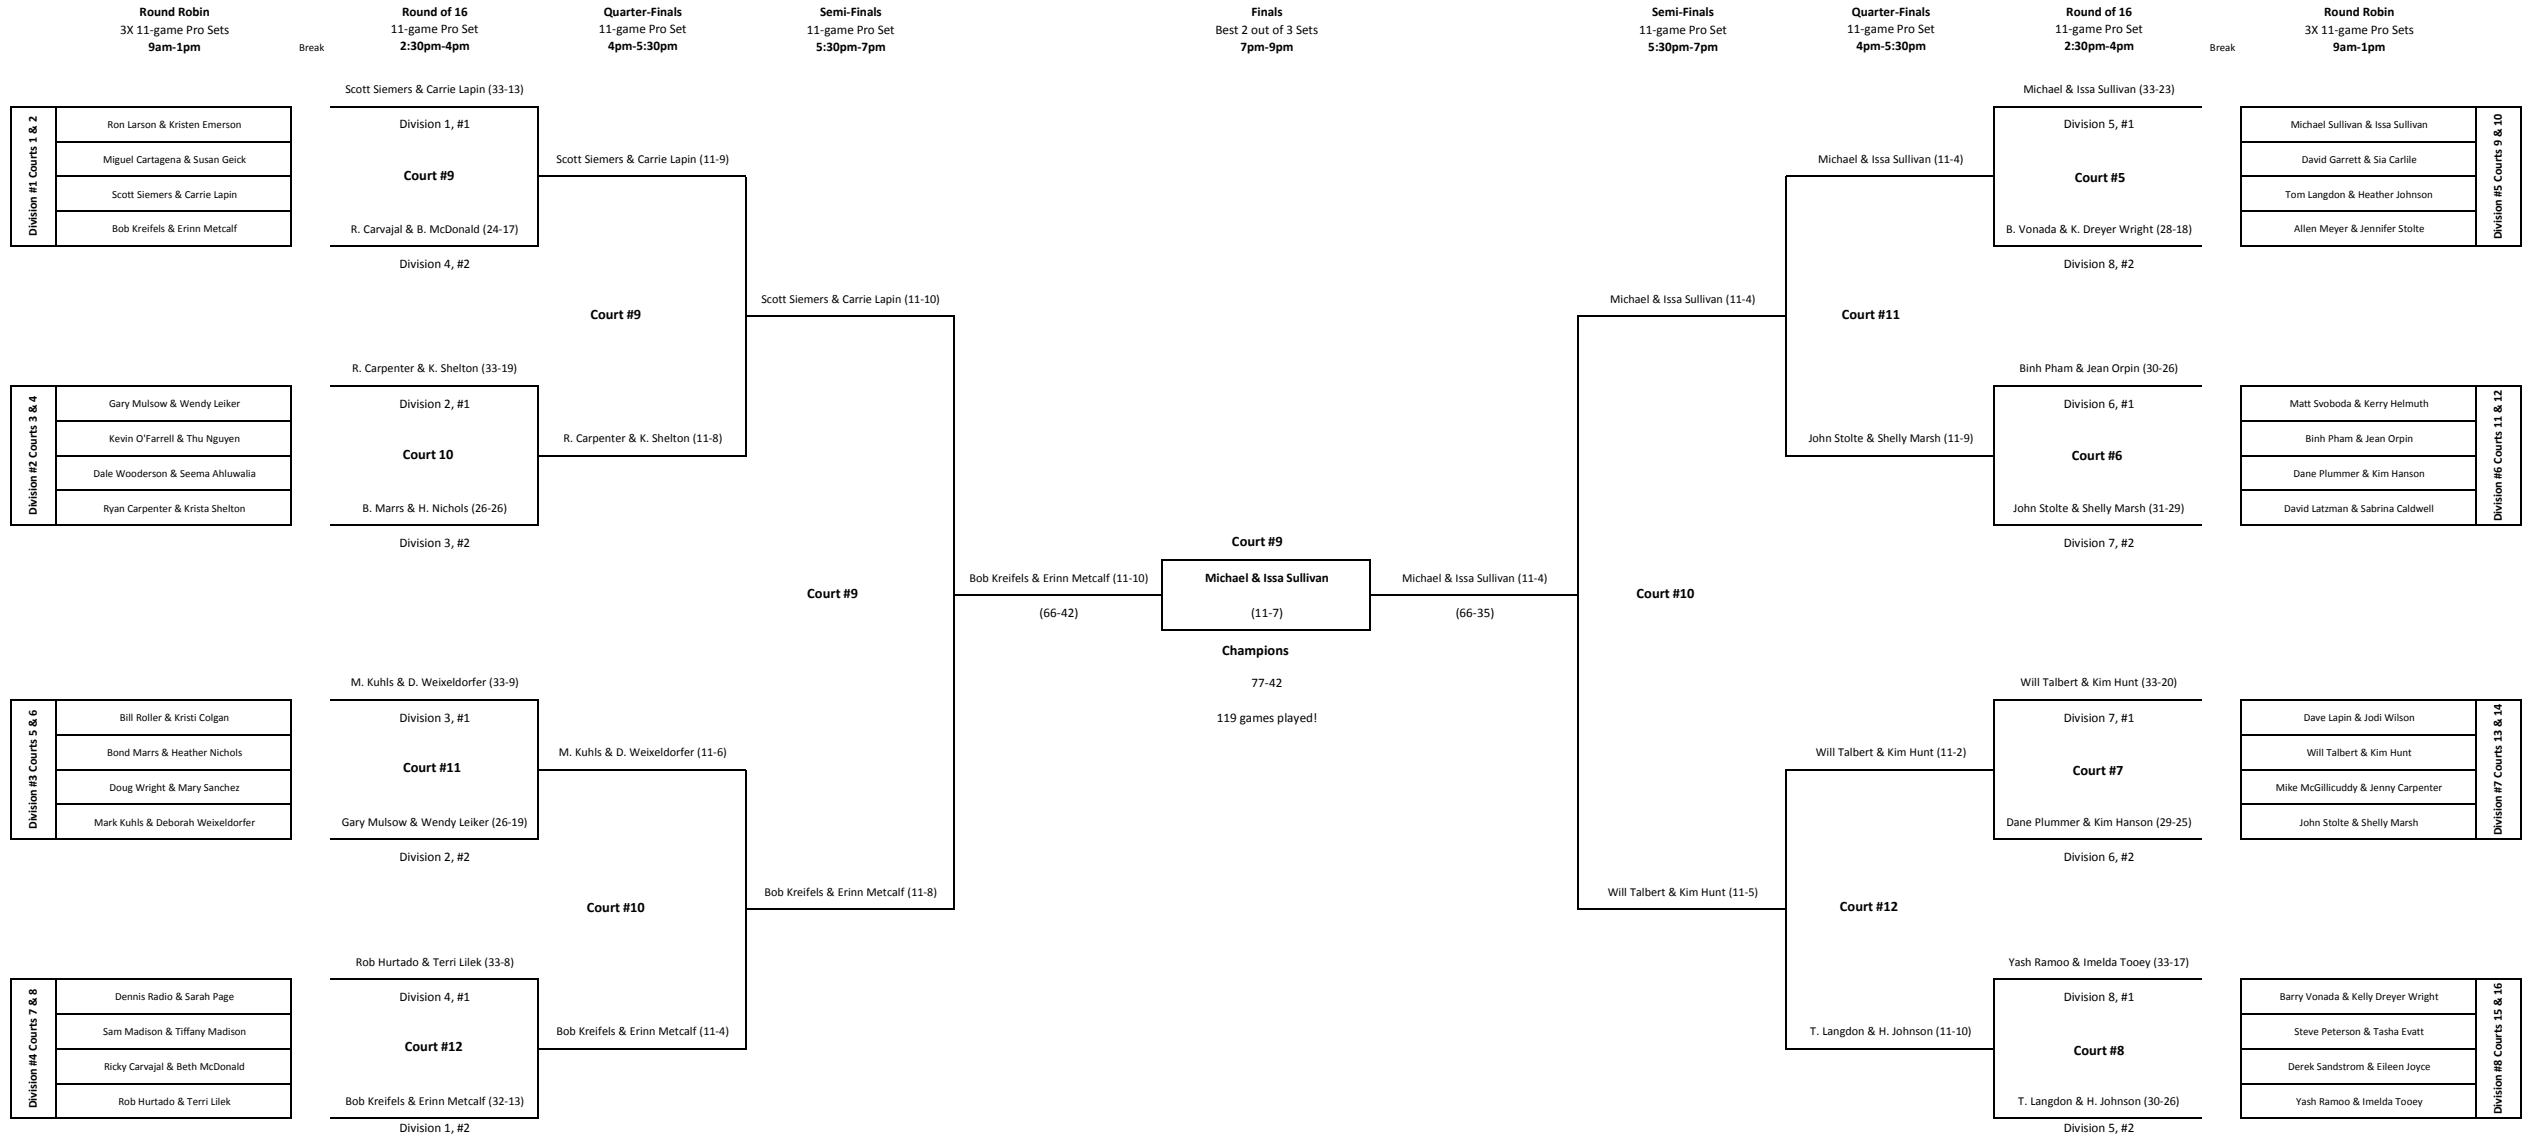 Round Robin
3X 11-game Pro Sets
9am-1pm
Break
Round of 16
11-game Pro Set
2:30pm-4pm
Quarter-Finals
11-game Pro Set
4pm-5:30pm
Semi-Finals
11-game Pro Set
5:30pm-7pm
Finals
Best 2 out of 3 Sets
7pm-9pm
Semi-Finals
11-game Pro Set
5:30pm-7pm
Quarter-Finals
11-game Pro Set
4pm-5:30pm
Round of 16
11-game Pro Set
2:30pm-4pm
Break
Round Robin
3X 11-game Pro Sets
9am-1pm
Division #1 Courts 1 & 2
Ron Larson & Kristen Emerson
Miguel Cartagena & Susan Geick
Scott Siemers & Carrie Lapin
Bob Kreifels & Erinn Metcalf
Division #2 Courts 3 & 4
Gary Mulsow & Wendy Leiker
Kevin O'Farrell & Thu Nguyen
Dale Wooderson & Seema Ahluwalia
Ryan Carpenter & Krista Shelton
Division #3 Courts 5 & 6
Bill Roller & Kristi Colgan
Bond Marrs & Heather Nichols
Doug Wright & Mary Sanchez
Mark Kuhls & Deborah Weixeldorfer
Division #4 Courts 7 & 8
Dennis Radio & Sarah Page
Sam Madison & Tiffany Madison
Ricky Carvajal & Beth McDonald
Rob Hurtado & Terri Lilek
Scott Siemers & Carrie Lapin (33-13)
Division 1, #1
Court #9
R. Carvajal & B. McDonald (24-17)
Division 4, #2
R. Carpenter & K. Shelton (33-19)
Division 2, #1
Court 10
B. Marrs & H. Nichols (26-26)
Division 3, #2
M. Kuhls & D. Weixeldorfer (33-9)
Division 3, #1
Court #11
Gary Mulsow & Wendy Leiker (26-19)
Division 2, #2
Rob Hurtado & Terri Lilek (33-8)
Division 4, #1
Court #12
Bob Kreifels & Erinn Metcalf (32-13)
Division 1, #2
Scott Siemers & Carrie Lapin (11-9)
Court #9
R. Carpenter & K. Shelton (11-8)
M. Kuhls & D. Weixeldorfer (11-6)
Court #10
Bob Kreifels & Erinn Metcalf (11-4)
Scott Siemers & Carrie Lapin (11-10)
Court #9
Bob Kreifels & Erinn Metcalf (11-8)
Bob Kreifels & Erinn Metcalf (11-10)
(66-42)
Court #9
Michael & Issa Sullivan
(11-7)
Champions
77-42
119 games played!
Michael & Issa Sullivan (11-4)
(66-35)
Michael & Issa Sullivan (11-4)
Court #10
Will Talbert & Kim Hunt (11-5)
Michael & Issa Sullivan (11-4)
Court #11
John Stolte & Shelly Marsh (11-9)
Will Talbert & Kim Hunt (11-2)
Court #12
T. Langdon & H. Johnson (11-10)
Michael & Issa Sullivan (33-23)
Division 5, #1
Court #5
B. Vonada & K. Dreyer Wright (28-18)
Division 8, #2
Binh Pham & Jean Orpin (30-26)
Division 6, #1
Court #6
John Stolte & Shelly Marsh (31-29)
Division 7, #2
Will Talbert & Kim Hunt (33-20)
Division 7, #1
Court #7
Dane Plummer & Kim Hanson (29-25)
Division 6, #2
Yash Ramoo & Imelda Tooey (33-17)
Division 8, #1
Court #8
T. Langdon & H. Johnson (30-26)
Division 5, #2
Michael Sullivan & Issa Sullivan
David Garrett & Sia Carlile
Tom Langdon & Heather Johnson
Allen Meyer & Jennifer Stolte
Division #5 Courts 9 & 10
Matt Svoboda & Kerry Helmuth
Binh Pham & Jean Orpin
Dane Plummer & Kim Hanson
David Latzman & Sabrina Caldwell
Division #6 Courts 11 & 12
Dave Lapin & Jodi Wilson
Will Talbert & Kim Hunt
Mike McGillicuddy & Jenny Carpenter
John Stolte & Shelly Marsh
Division #7 Courts 13 & 14
Barry Vonada & Kelly Dreyer Wright
Steve Peterson & Tasha Evatt
Derek Sandstrom & Eileen Joyce
Yash Ramoo & Imelda Tooey
Division #8 Courts 15 & 16